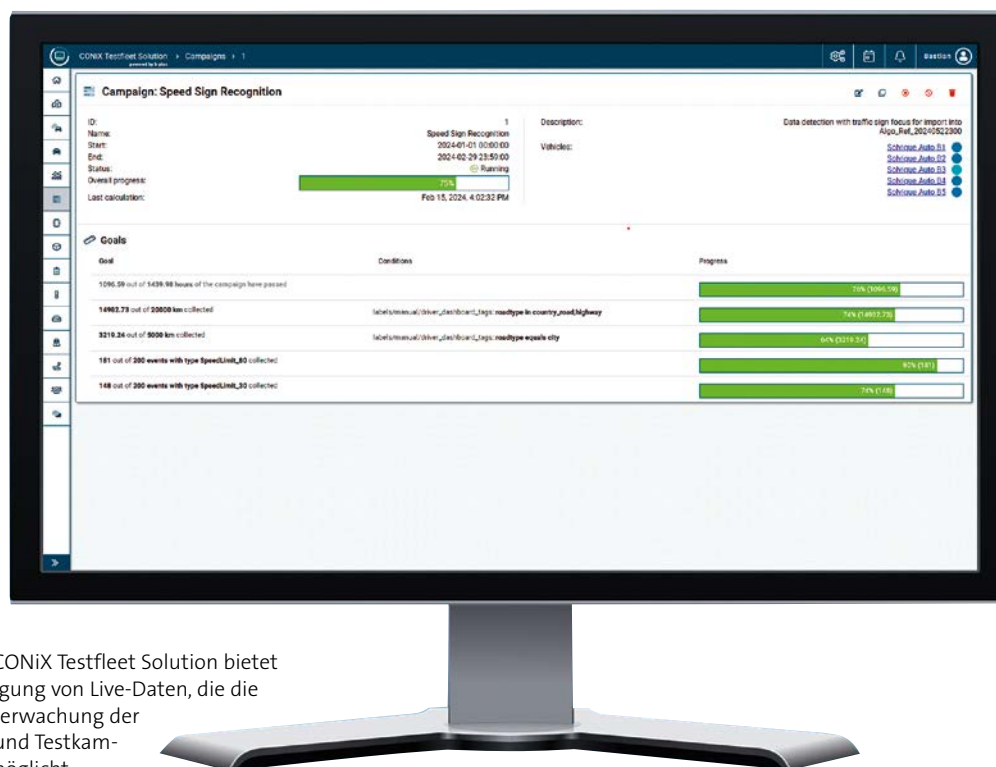 CONiX Testfleet Solution › Campaigns › 1
Bastian
Campaign: Speed Sign Recognition
ID: 1
Name: Speed Sign Recognition
Start: 2024-01-01 00:00:00
End: 2024-02-29 23:59:00
Status: Running
Overall progress: 75%
Last calculation: Feb 15, 2024, 4:02:32 PM
Description: Data detection with traffic sign focus for import into
Algo_Ref_20240522300
Vehicles: Schrique Auto B1
Schrique Auto B2
Schrique Auto B3
Schrique Auto B4
Schrique Auto B5
Goals
Goal Conditions Progress
1096.59 out of 1439.98 hours of the campaign have passed 76% (1096.59)
14902.73 out of 20000 km collected labels/manual/driver_dashboard_tags: roadtype in country_road,highway 74% (14902.73)
3219.34 out of 5000 km collected labels/manual/driver_dashboard_tags: roadtype equals city 64% (3219.34)
181 out of 200 events with type SpeedLimit_80 collected 90% (181)
148 out of 200 events with type SpeedLimit_30 collected 74% (148)
CONiX Testfleet Solution bietet
gung von Live-Daten, die die
erwachung der
und Testkam-